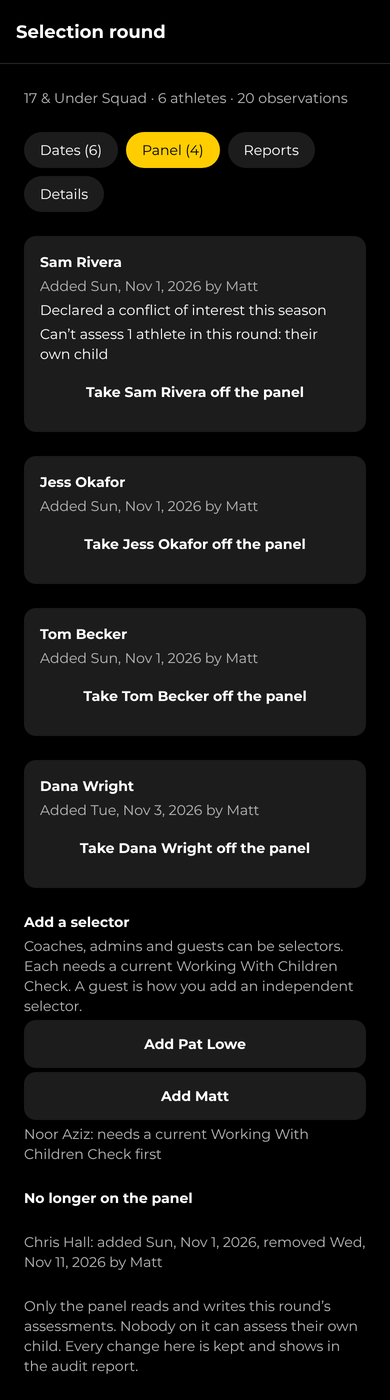 Selection round
17 & Under Squad · 6 athletes · 20 observations
Dates (6)
Panel (4)
Reports
Details
Sam Rivera
Added Sun, Nov 1, 2026 by Matt
Declared a conflict of interest this season
Can’t assess 1 athlete in this round: their
own child
Take Sam Rivera off the panel
Jess Okafor
Added Sun, Nov 1, 2026 by Matt
Take Jess Okafor off the panel
Tom Becker
Added Sun, Nov 1, 2026 by Matt
Take Tom Becker off the panel
Dana Wright
Added Tue, Nov 3, 2026 by Matt
Take Dana Wright off the panel
Add a selector
Coaches, admins and guests can be selectors.
Each needs a current Working With Children
Check. A guest is how you add an independent
selector.
Add Pat Lowe
Add Matt
Noor Aziz: needs a current Working With
Children Check first
No longer on the panel
Chris Hall: added Sun, Nov 1, 2026, removed Wed,
Nov 11, 2026 by Matt
Only the panel reads and writes this round’s
assessments. Nobody on it can assess their own
child. Every change here is kept and shows in
the audit report.